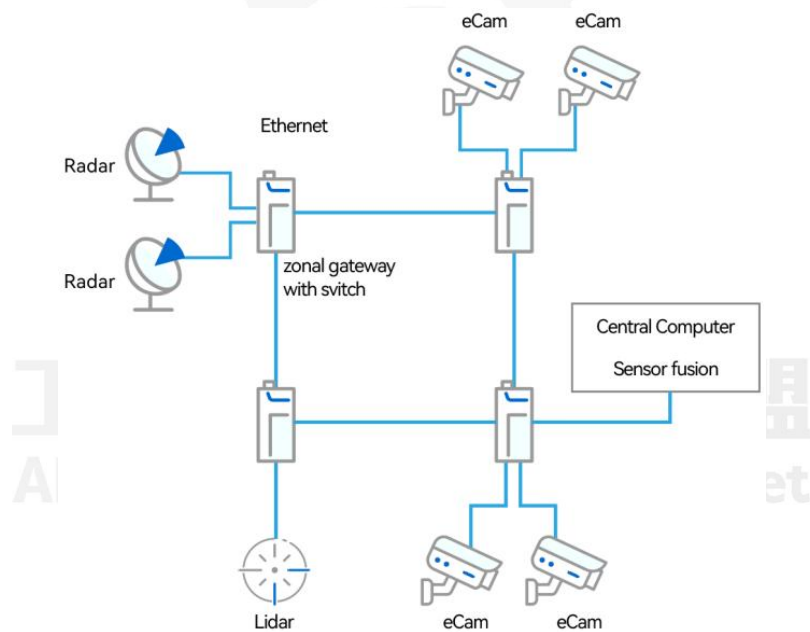 eCam
eCam
Ethernet
Radar
Radar
zonal gateway
with svitch
Central Computer
Sensor fusion
Lidar
eCam
eCam